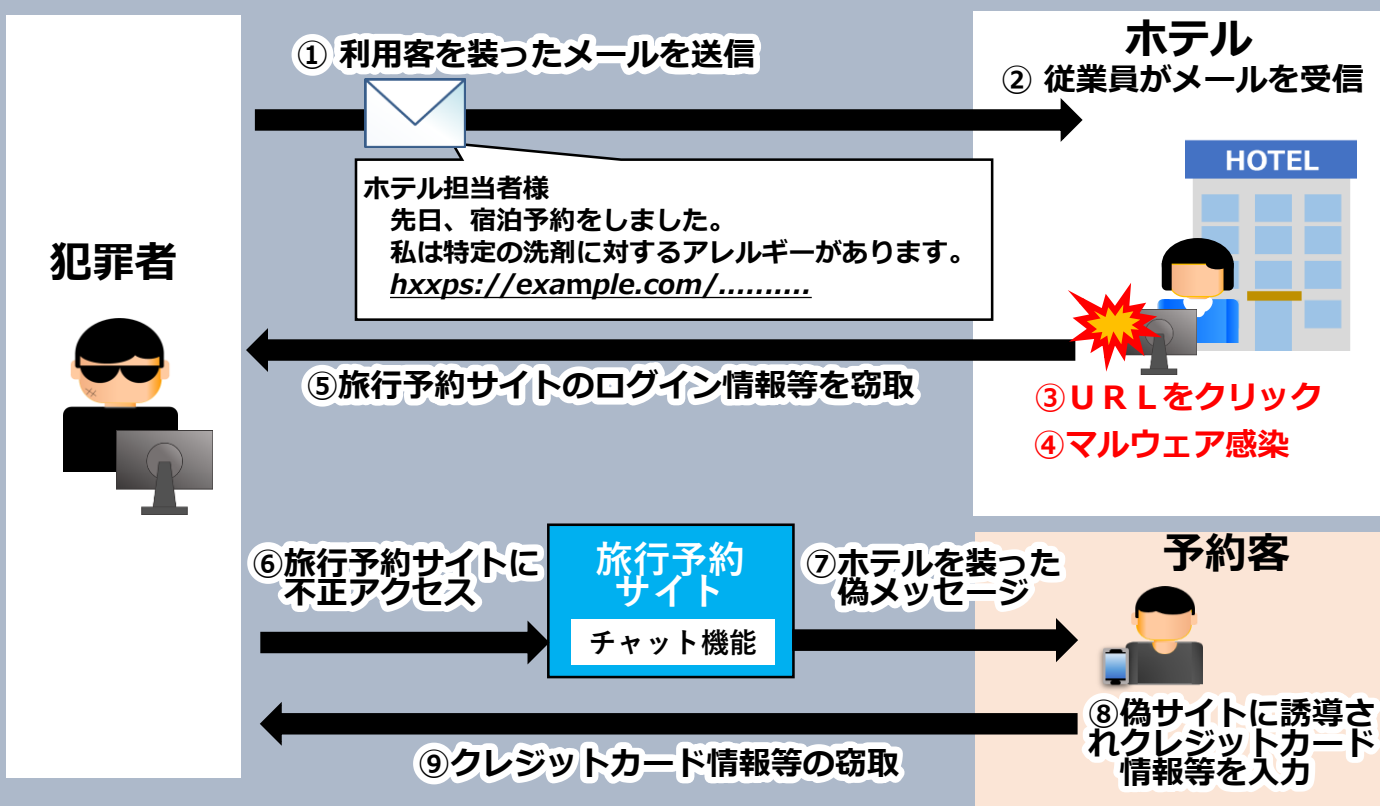 ① 利用客を装ったメールを送信
ホテル
② 従業員がメールを受信
HOTEL
ホテル担当者様
先日、宿泊予約をしました。
私は特定の洗剤に対するアレルギーがあります。
hxxps://example.com/..........
犯罪者
⑤旅行予約サイトのログイン情報等を窃取
③ＵＲＬをクリック
④マルウェア感染
⑥旅行予約サイトに
不正アクセス
旅行予約
サイト
チャット機能
⑦ホテルを装った
偽メッセージ
予約客
⑧偽サイトに誘導さ
れクレジットカード
情報等を入力
⑨クレジットカード情報等の窃取